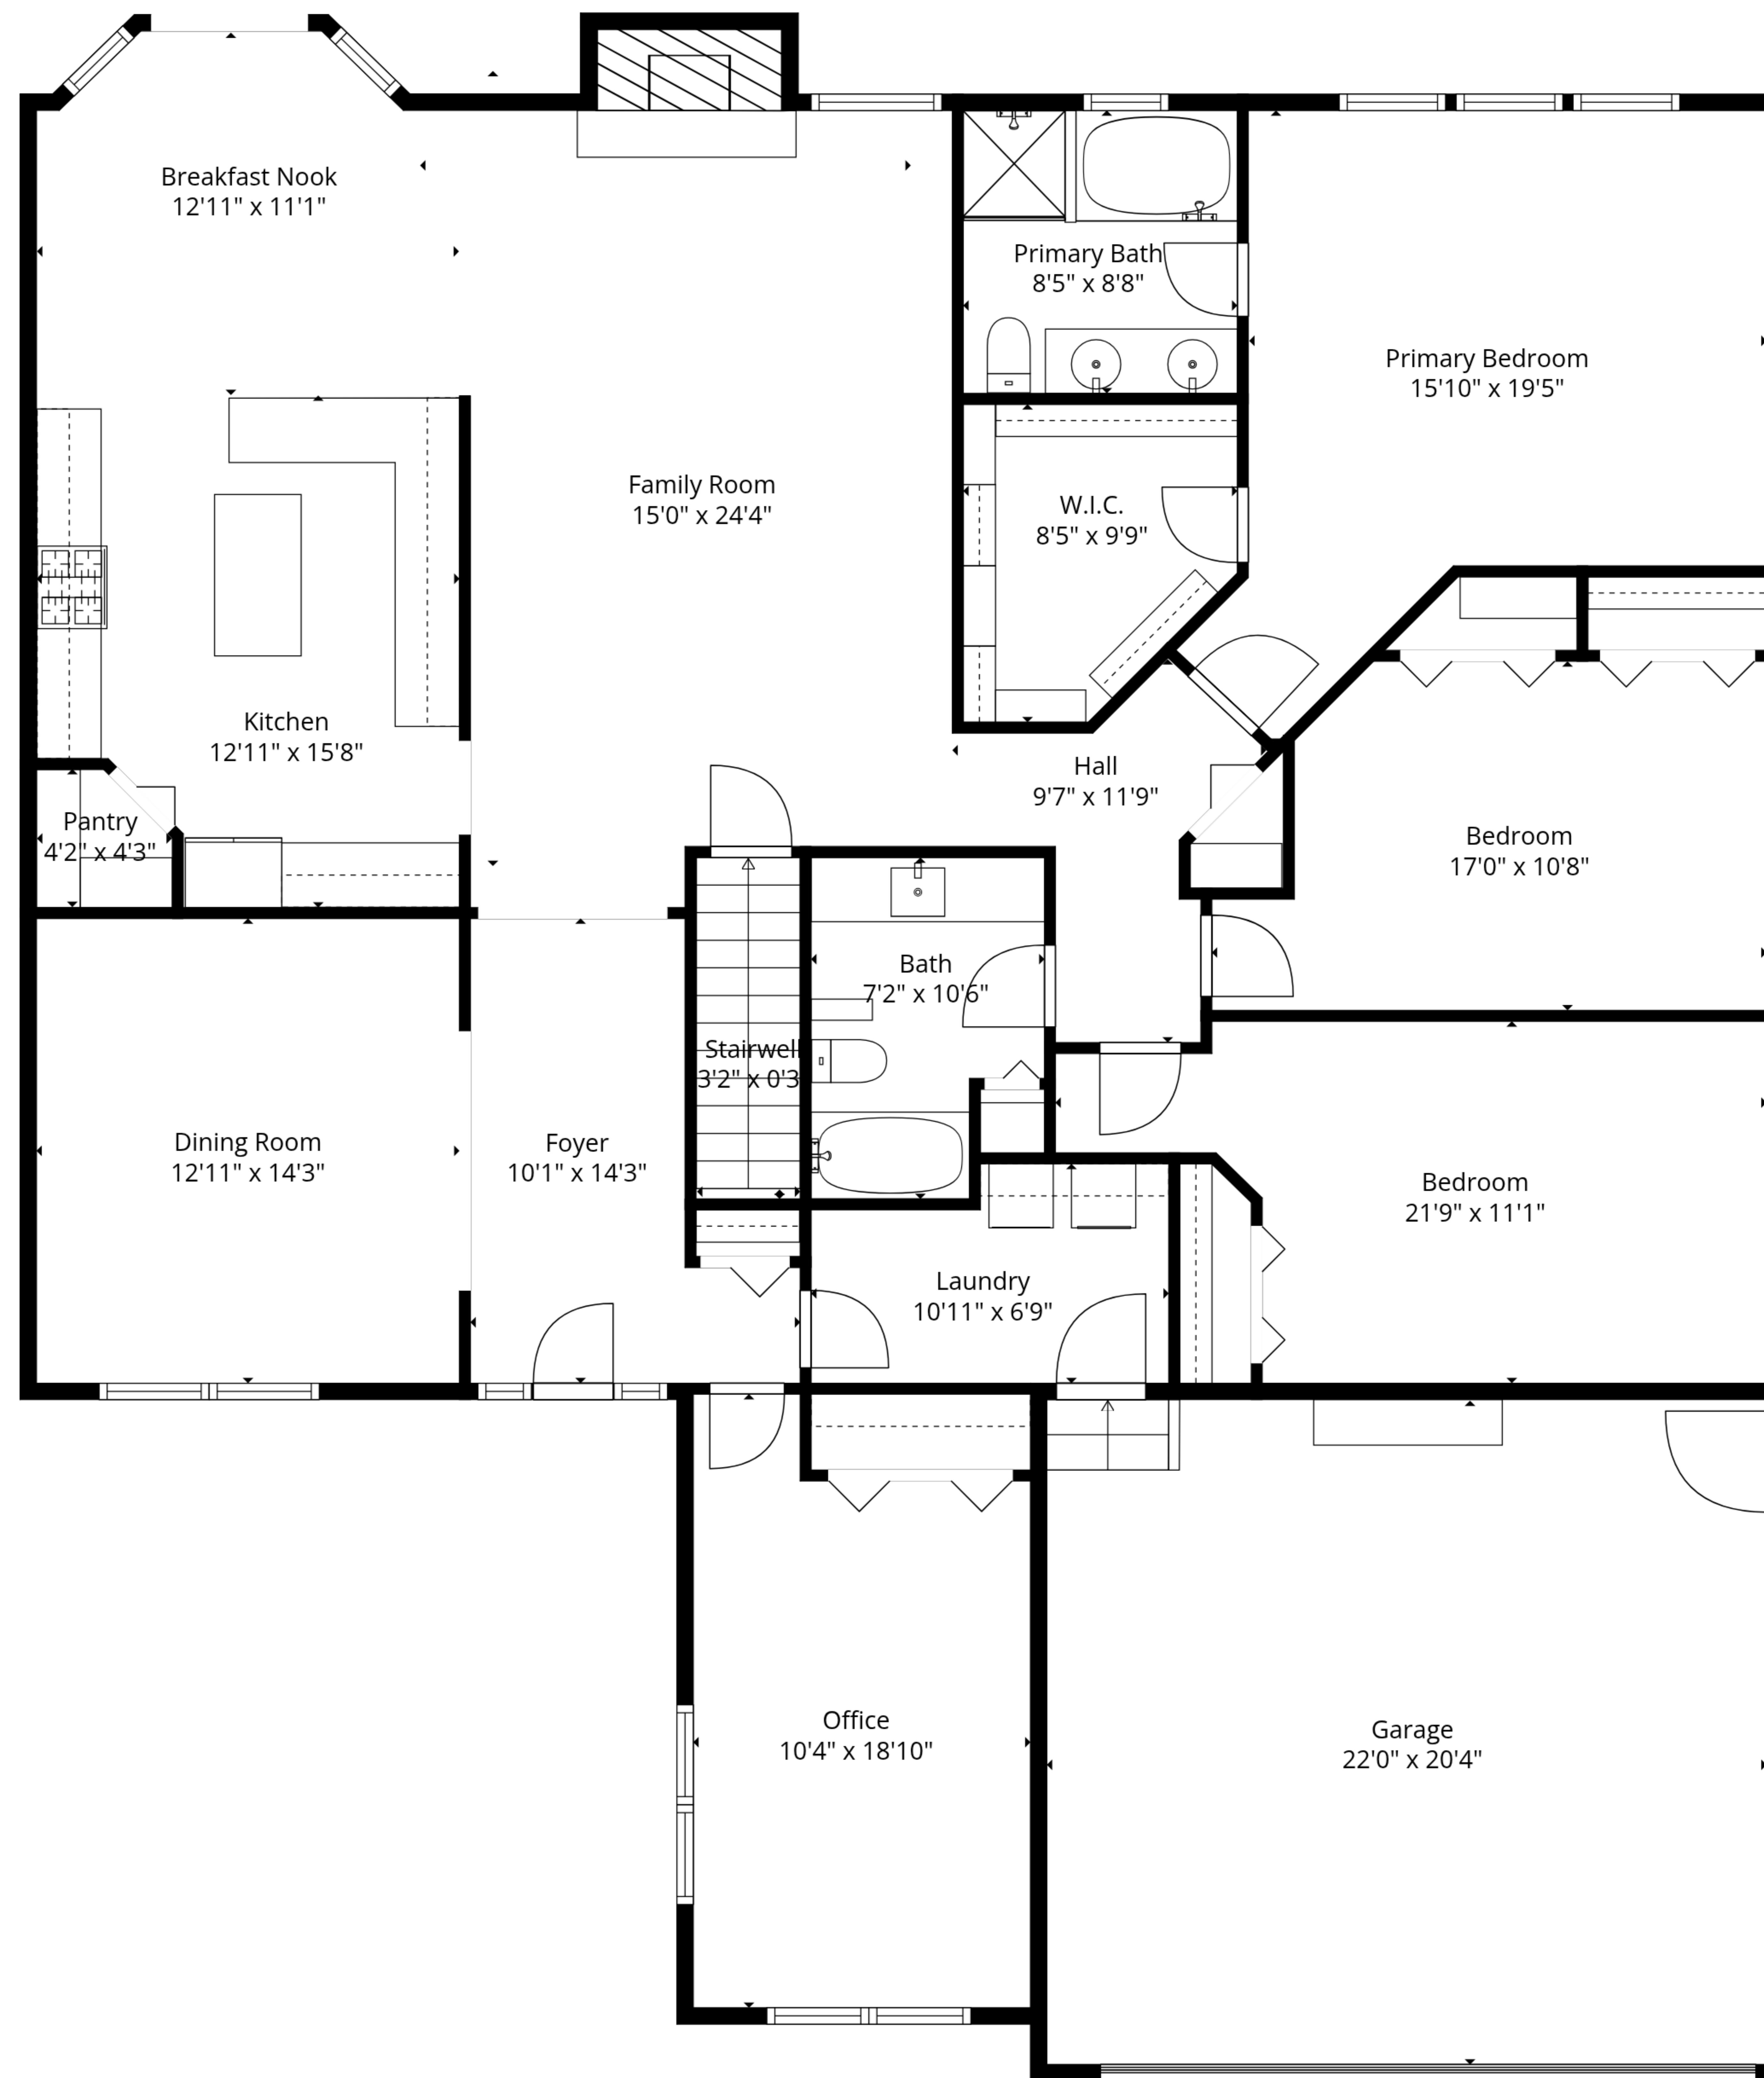 Breakfast Nook
12'11" x 11'1"
Primary Bath
8'5" x 8'8"
Primary Bedroom
15'10" x 19'5"
Family Room
15'0" x 24'4"
W.I.C.
8'5" x 9'9"
Kitchen
12'11" x 15'8"
Hall
9'7" x 11'9"
Pantry
4'2" x 4'3"
Bedroom
17'0" x 10'8"
Bath
7'2" x 10'6"
Stairwell
3'2" x 0'3
Dining Room
12'11" x 14'3"
Foyer
10'1" x 14'3"
Bedroom
21'9" x 11'1"
Laundry
10'11" x 6'9"
Office
10'4" x 18'10"
Garage
22'0" x 20'4"